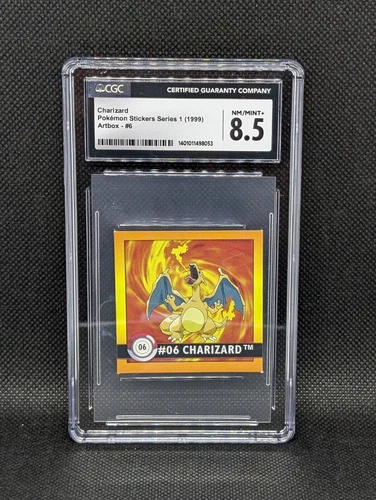 CGC
CERTIFIED GUARANTY COMPANY
Charizard
Pokémon Stickers Series 1 (1999)
Artbox - #6
NM/MINT+
8.5
1401011498053
06
#06 CHARIZARD™